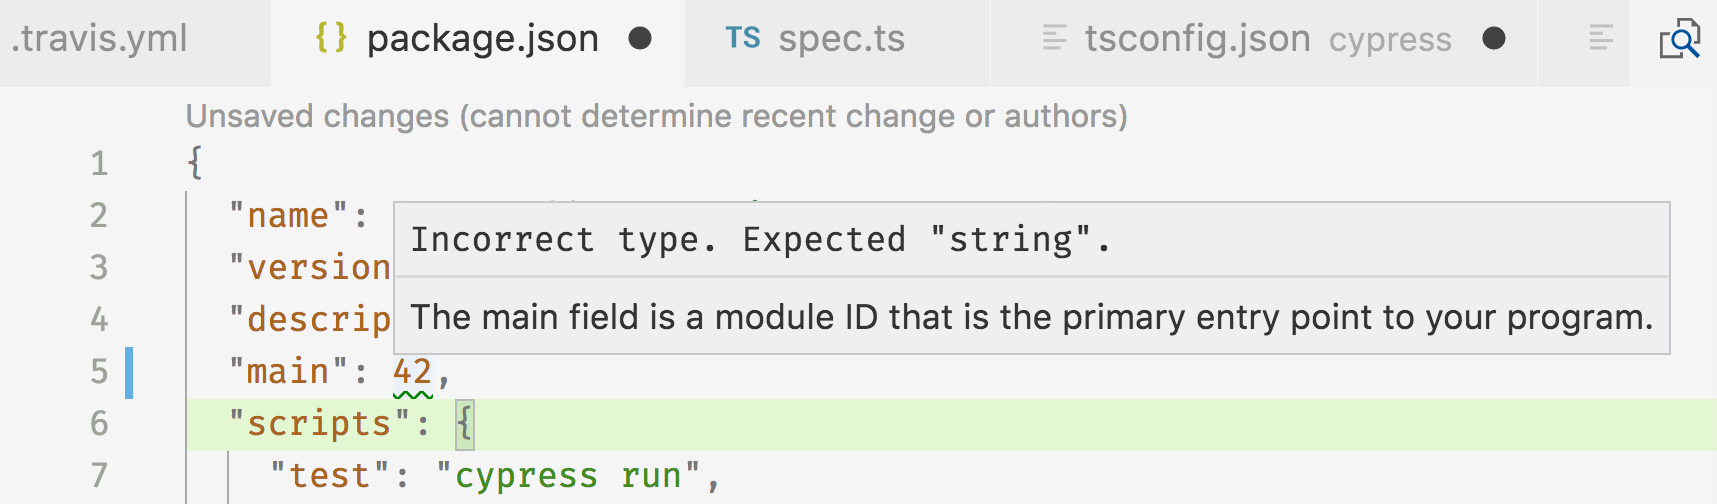 .travis.yml {} package.json TS spec.ts tsconfig.json cypress
Unsaved changes (cannot determine recent change or authors)
1 {
2 "name":
Incorrect type. Expected "string".
3 "version
4 "descrip
The main field is a module ID that is the primary entry point to your program.
5 "main": 42,
6 "scripts": {
7 "test": "cypress run",